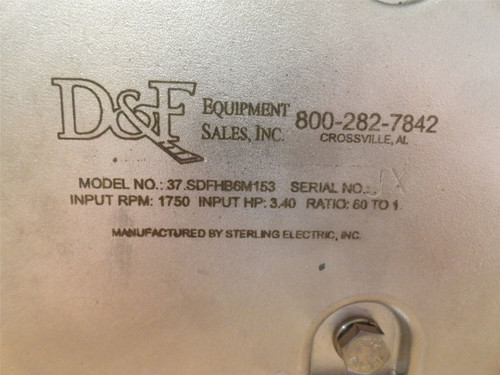 D&F EQUIPMENT SALES, INC. 800-282-7842
CROSSVILLE, AL
MODEL NO.: 37.SDFHB6M153 SERIAL NO.:
INPUT RPM: 1750 INPUT HP: 3.40 RATIO: 60 TO 1
MANUFACTURED BY STERLING ELECTRIC, INC.